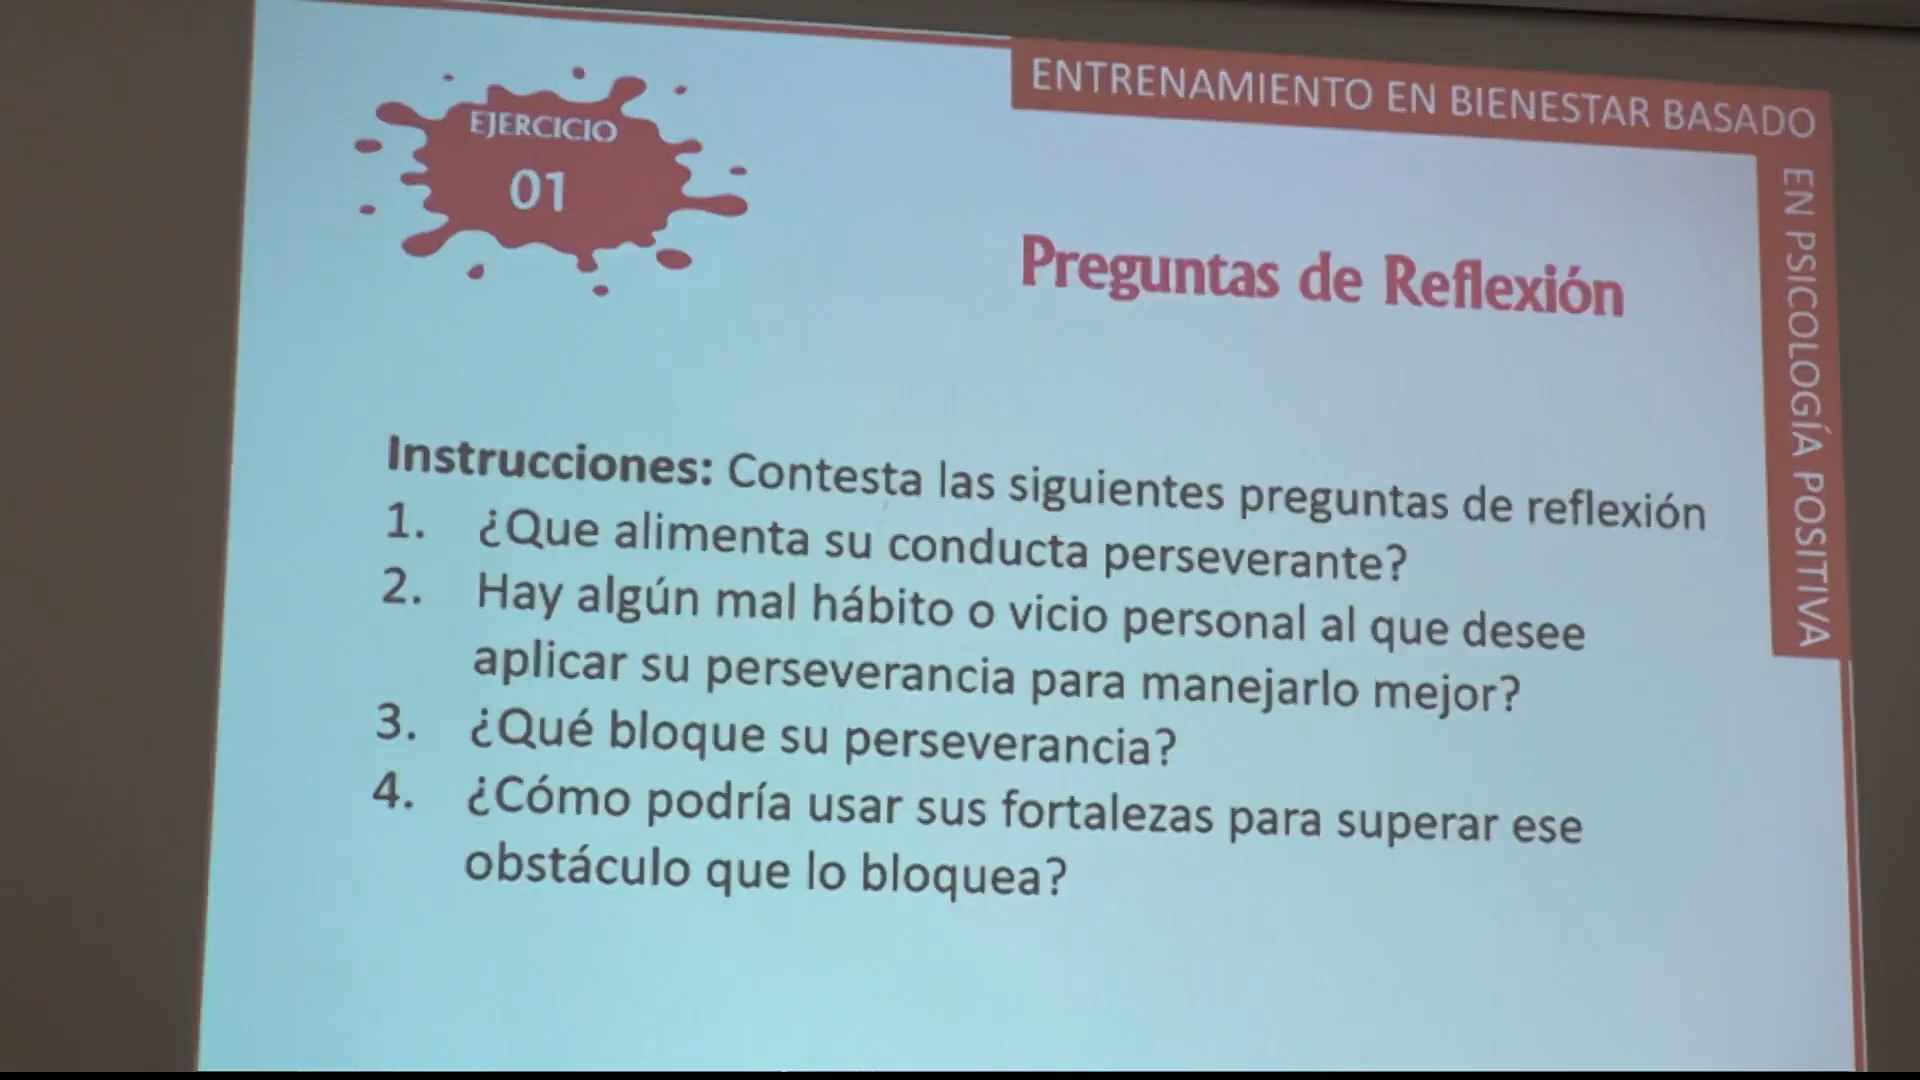 ENTRENAMIENTO EN BIENESTAR BASADO
EN PSICOLOGÍA POSITIVA
EJERCICIO
01
Preguntas de Reflexión
Instrucciones: Contesta las siguientes preguntas de reflexión
1. ¿Que alimenta su conducta perseverante?
2. Hay algún mal hábito o vicio personal al que desee
aplicar su perseverancia para manejarlo mejor?
3. ¿Qué bloque su perseverancia?
4. ¿Cómo podría usar sus fortalezas para superar ese
obstáculo que lo bloquea?